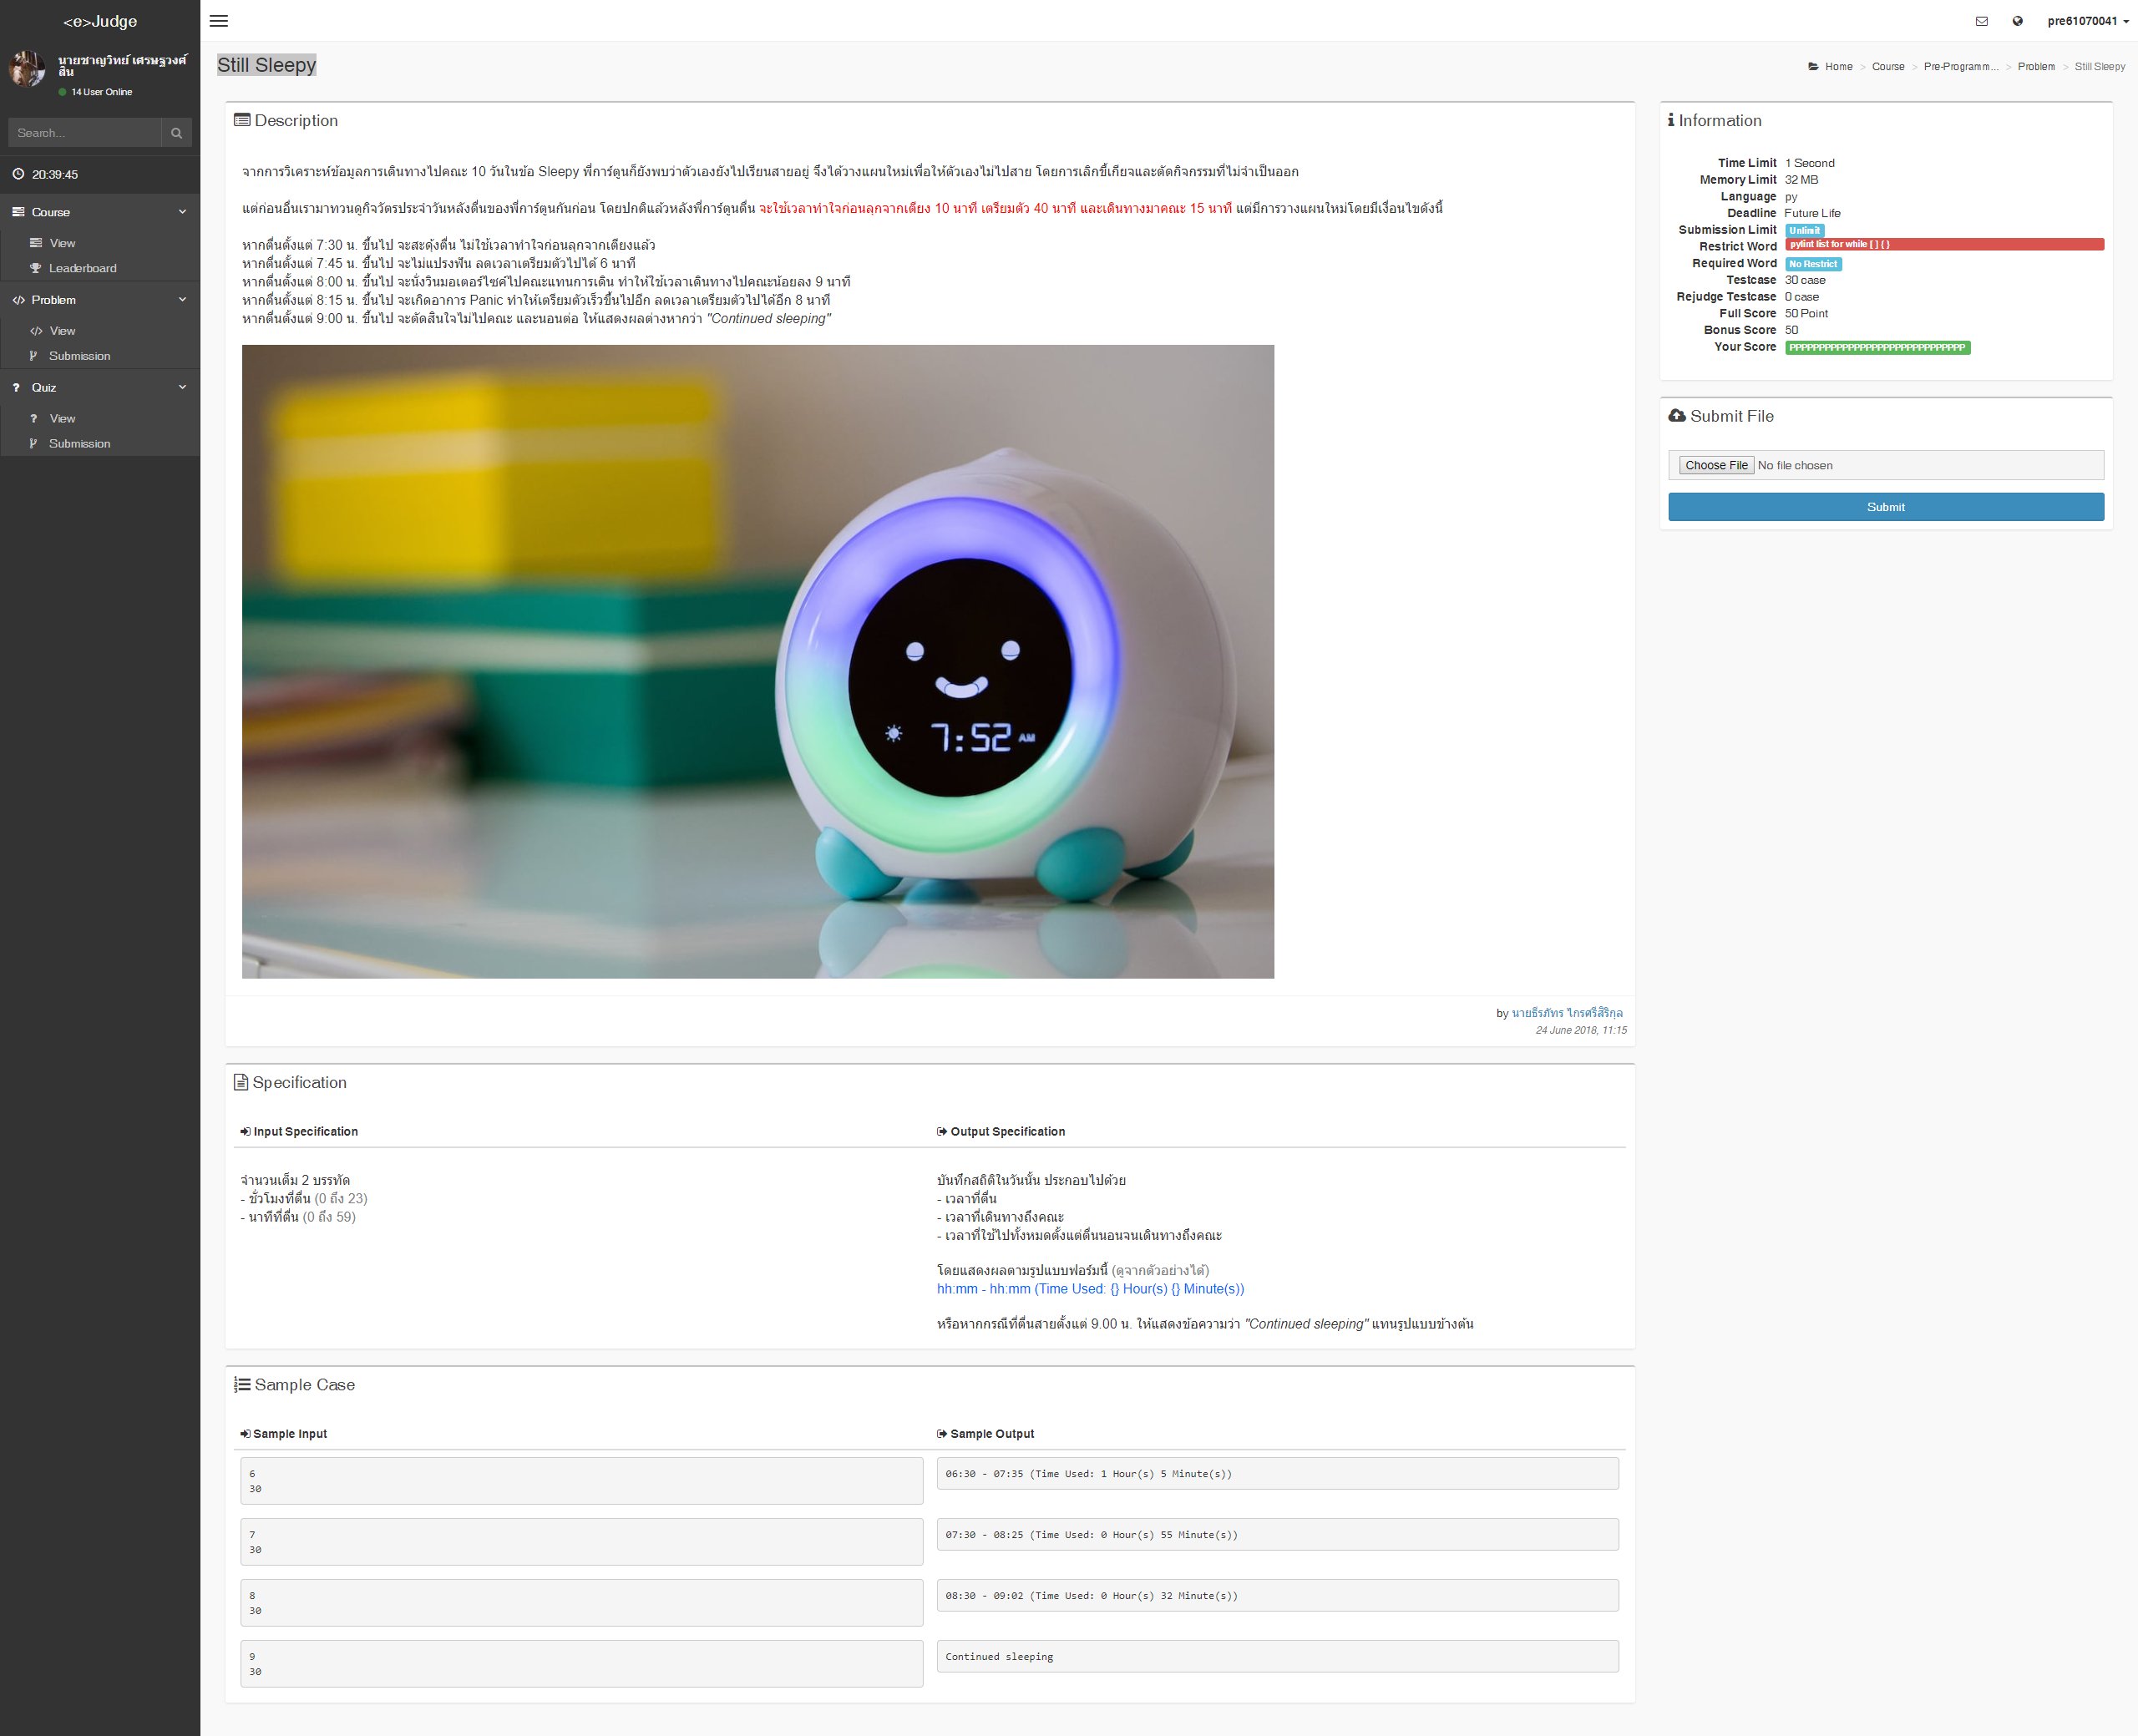 <e>Judge
pre61070041
นายชาญวิทย์ เศรษฐวงศ์
สิน
14 User Online
Search...
20:39:45
Course
View
Leaderboard
Problem
View
Submission
Quiz
View
Submission
Still Sleepy
Home > Course > Pre-Programm... > Problem > Still Sleepy
Description
จากการวิเคราะห์ข้อมูลการเดินทางไปคณะ 10 วันในข้อ Sleepy พี่การ์ตูนก็ยังพบว่าตัวเองยังไปเรียนสายอยู่ จึงได้วางแผนใหม่เพื่อให้ตัวเองไม่ไปสาย โดยการเลิกขี้เกียจและตัดกิจกรรมที่ไม่จำเป็นออก
แต่ก่อนอื่นเรามาทวนดูกิจวัตรประจำวันหลังตื่นของพี่การ์ตูนกันก่อน โดยปกติแล้วหลังพี่การ์ตูนตื่น จะใช้เวลาทำใจก่อนลุกจากเตียง 10 นาที เตรียมตัว 40 นาที และเดินทางมาคณะ 15 นาที แต่มีการวางแผนใหม่โดยมีเงื่อนไขดังนี้
หากตื่นตั้งแต่ 7:30 น. ขึ้นไป จะสะดุ้งตื่น ไม่ใช้เวลาทำใจก่อนลุกจากเตียงแล้ว
หากตื่นตั้งแต่ 7:45 น. ขึ้นไป จะไม่แปรงฟัน ลดเวลาเตรียมตัวไปได้ 6 นาที
หากตื่นตั้งแต่ 8:00 น. ขึ้นไป จะนั่งวินมอเตอร์ไซค์ไปคณะแทนการเดิน ทำให้ใช้เวลาเดินทางไปคณะน้อยลง 9 นาที
หากตื่นตั้งแต่ 8:15 น. ขึ้นไป จะเกิดอาการ Panic ทำให้เตรียมตัวเร็วขึ้นไปอีก ลดเวลาเตรียมตัวไปได้อีก 8 นาที
หากตื่นตั้งแต่ 9:00 น. ขึ้นไป จะตัดสินใจไม่ไปคณะ และนอนต่อ ให้แสดงผลต่างหากว่า "Continued sleeping"
7:52 AM
by นายธีรภัทร ไกรศรีสิริกุล
24 June 2018, 11:15
Information
Time Limit 1 Second
Memory Limit 32 MB
Language py
Deadline Future Life
Submission Limit Unlimit
Restrict Word pylint list for while [ ] { }
Required Word No Restrict
Testcase 30 case
Rejudge Testcase 0 case
Full Score 50 Point
Bonus Score 50
Your Score PPPPPPPPPPPPPPPPPPPPPPPPPPPPPP
Submit File
Choose File No file chosen
Submit
Specification
Input Specification
จำนวนเต็ม 2 บรรทัด
- ชั่วโมงที่ตื่น (0 ถึง 23)
- นาทีที่ตื่น (0 ถึง 59)
Output Specification
บันทึกสถิติในวันนั้น ประกอบไปด้วย
- เวลาที่ตื่น
- เวลาที่เดินทางถึงคณะ
- เวลาที่ใช้ไปทั้งหมดตั้งแต่ตื่นนอนจนเดินทางถึงคณะ
โดยแสดงผลตามรูปแบบฟอร์มนี้ (ดูจากตัวอย่างได้)
hh:mm - hh:mm (Time Used: {} Hour(s) {} Minute(s))
หรือหากกรณีที่ตื่นสายตั้งแต่ 9.00 น. ให้แสดงข้อความว่า "Continued sleeping" แทนรูปแบบข้างต้น
Sample Case
Sample Input
Sample Output
6
30
06:30 - 07:35 (Time Used: 1 Hour(s) 5 Minute(s))
7
30
07:30 - 08:25 (Time Used: 0 Hour(s) 55 Minute(s))
8
30
08:30 - 09:02 (Time Used: 0 Hour(s) 32 Minute(s))
9
30
Continued sleeping